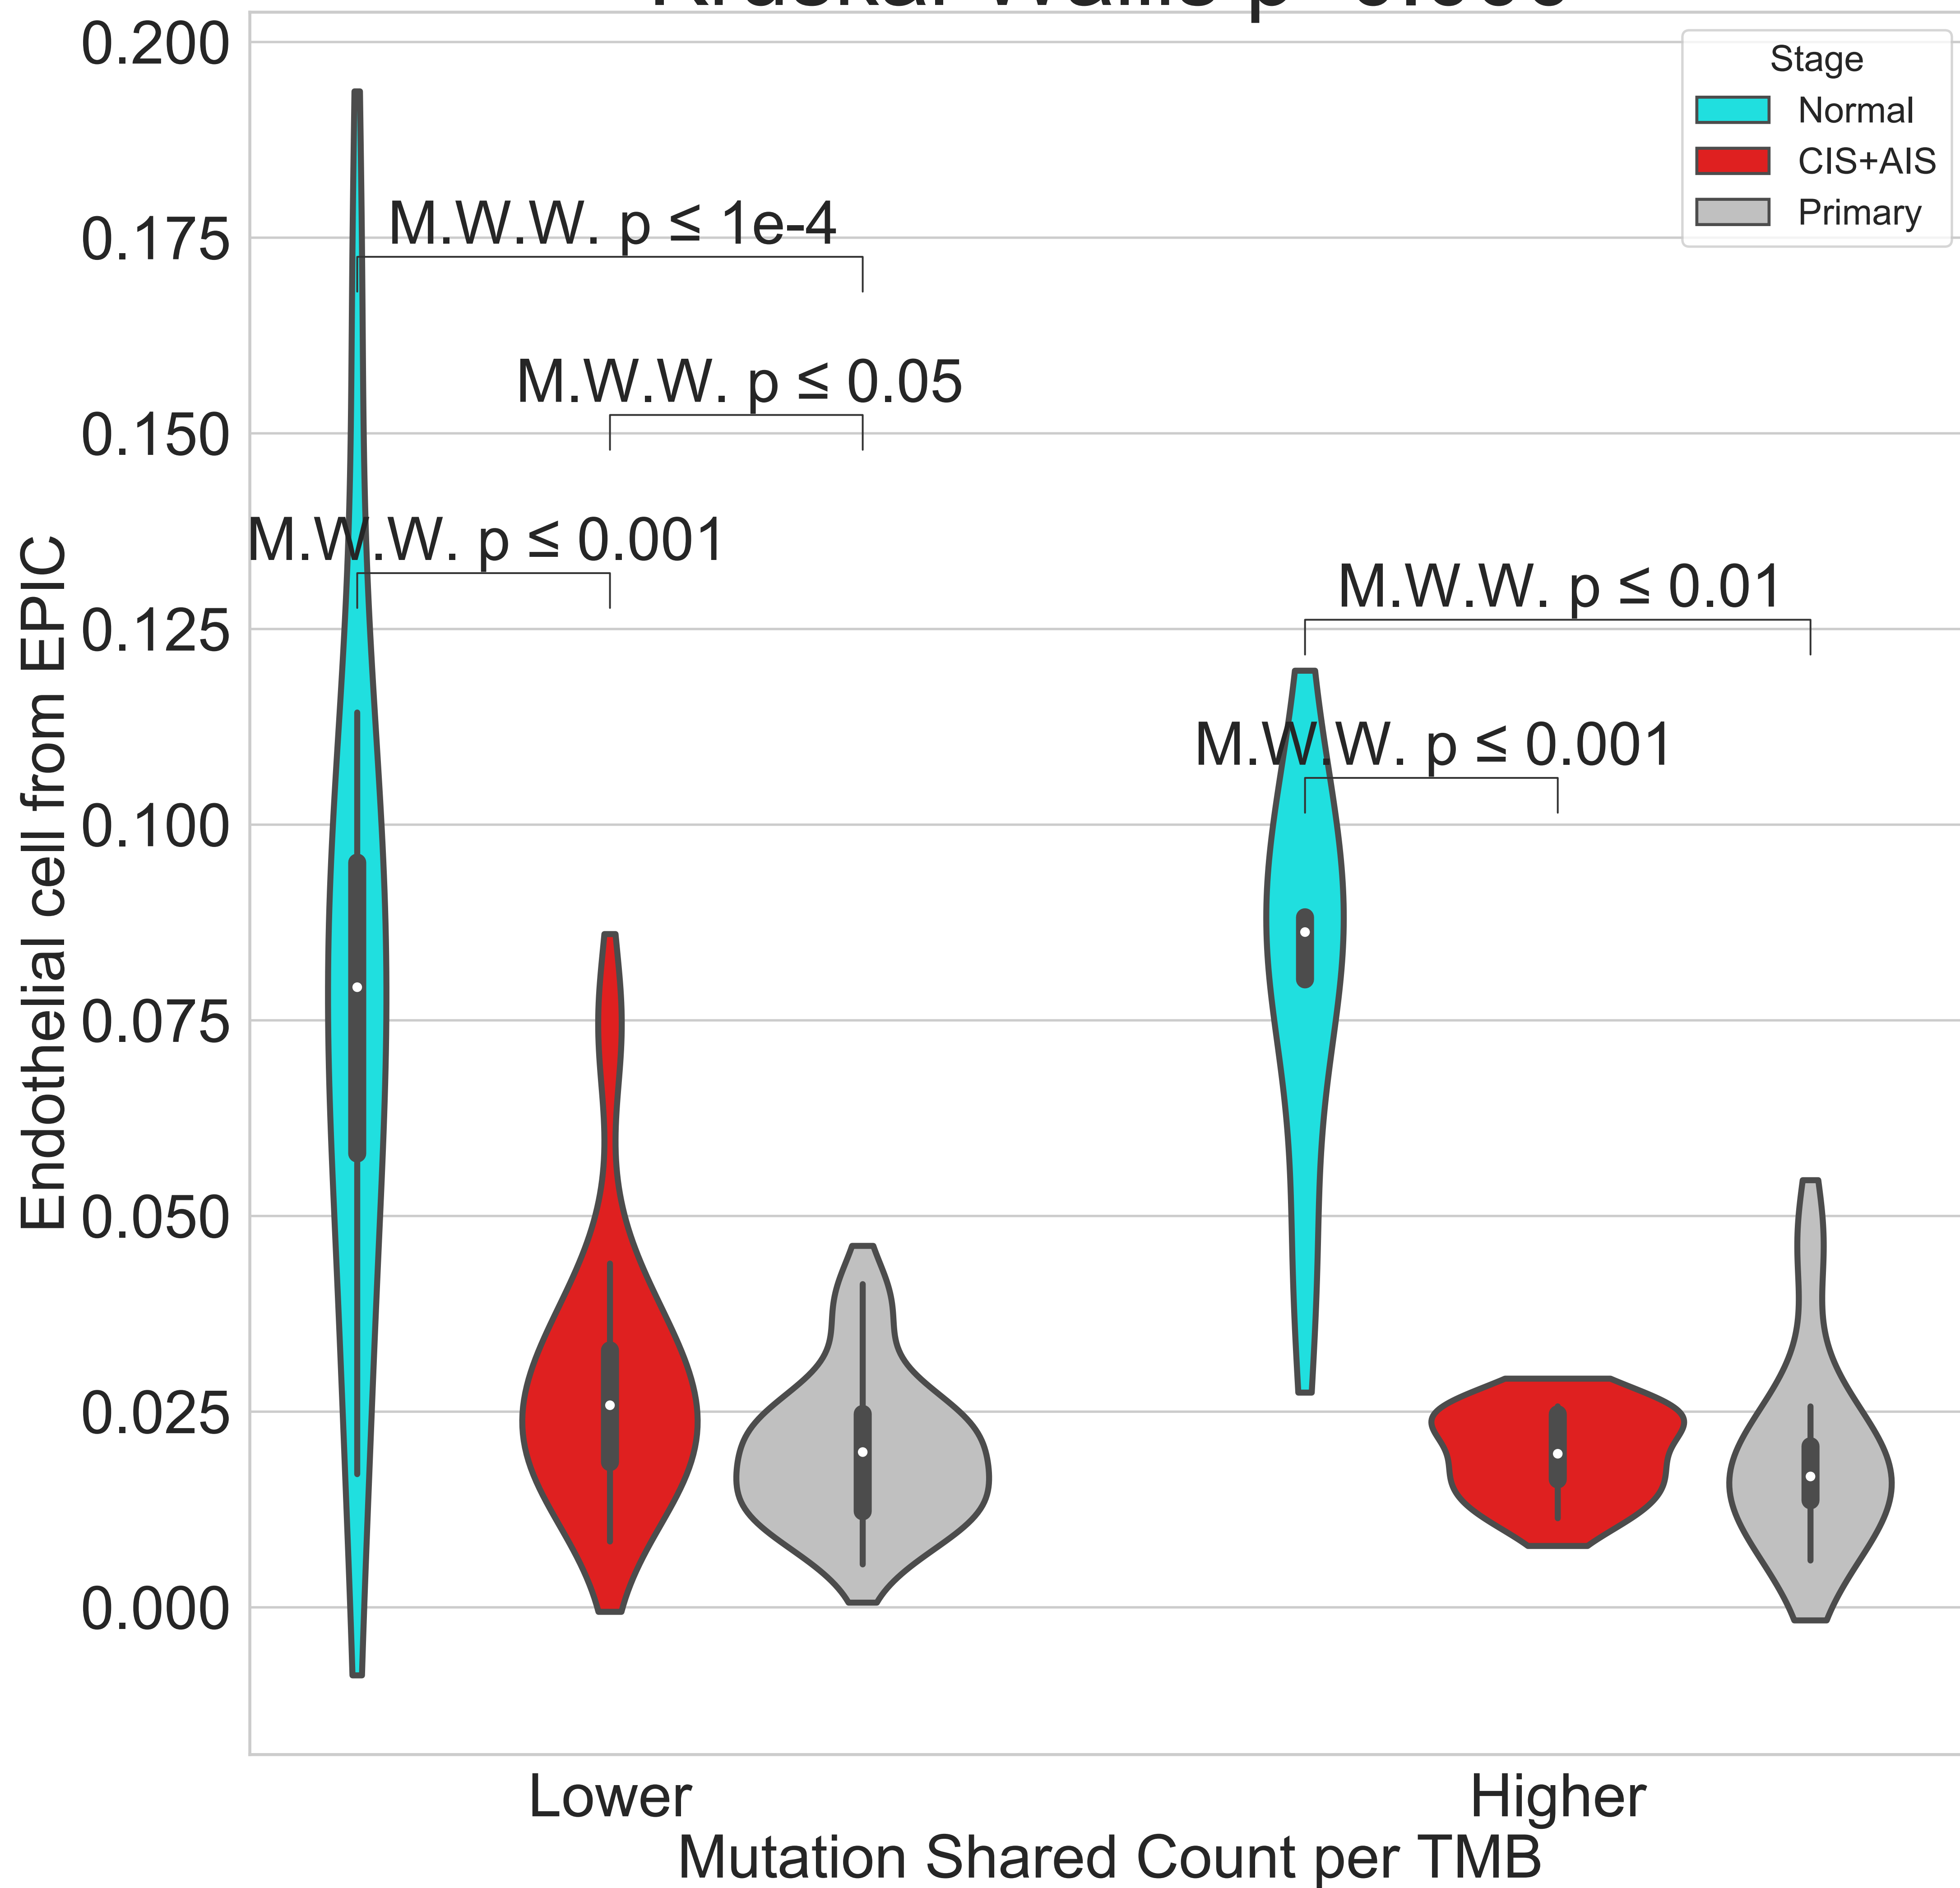 0.200
0.175
0.150
0.125
0.100
0.075
0.050
0.025
0.000
Endothelial cell from EPIC
Stage
Normal
CIS+AIS
Primary
M.W.W. p ≤ 1e-4
M.W.W. p ≤ 0.05
M.W.W. p ≤ 0.001
M.W.W. p ≤ 0.01
M.W.W. p ≤ 0.001
Lower
Higher
Mutation Shared Count per TMB